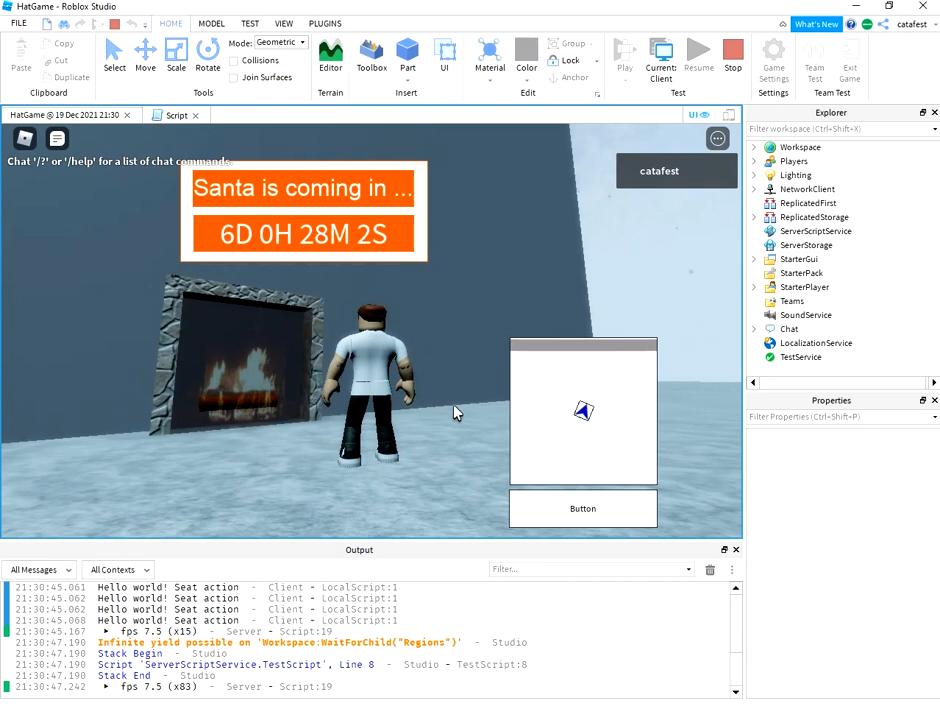 HatGame - Roblox Studio
FILE HOME MODEL TEST VIEW PLUGINS What's New catafest
Paste Copy Cut Duplicate Clipboard
Select Move Scale Rotate Mode: Geometric Collisions Join Surfaces Tools
Editor Terrain
Toolbox Part UI Insert
Material Color Group Lock Anchor Edit
Play Current: Client Resume Stop Test
Game Settings Settings
Team Test Exit Game Team Test
HatGame @ 19 Dec 2021 21:30 Script UI
Chat '/?' or '/help' for a list of chat commands.
catafest
Santa is coming in ...
6D 0H 28M 2S
Button
Explorer
Filter workspace (Ctrl+Shift+X)
Workspace
Players
Lighting
NetworkClient
ReplicatedFirst
ReplicatedStorage
ServerScriptService
ServerStorage
StarterGui
StarterPack
StarterPlayer
Teams
SoundService
Chat
LocalizationService
TestService
Properties
Filter Properties (Ctrl+Shift+P)
Output
All Messages All Contexts Filter...
21:30:45.061 Hello world! Seat action - Client - LocalScript:1
21:30:45.062 Hello world! Seat action - Client - LocalScript:1
21:30:45.062 Hello world! Seat action - Client - LocalScript:1
21:30:45.068 Hello world! Seat action - Client - LocalScript:1
21:30:45.167 fps 7.5 (x15) - Server - Script:19
21:30:47.190 Infinite yield possible on 'Workspace:WaitForChild("Regions")' - Studio
21:30:47.190 Stack Begin - Studio
21:30:47.190 Script 'ServerScriptService.TestScript', Line 8 - Studio - TestScript:8
21:30:47.190 Stack End - Studio
21:30:47.242 fps 7.5 (x83) - Server - Script:19